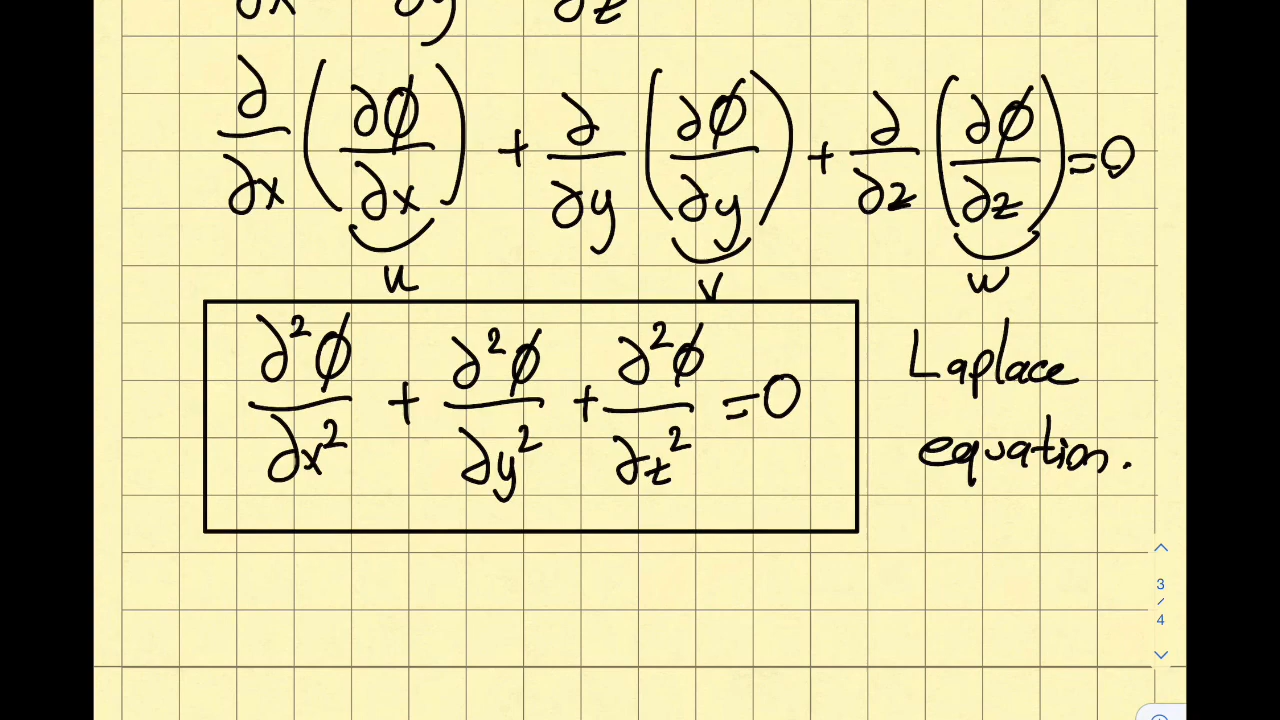 ∂x ∂y ∂z
∂/∂x (∂ϕ/∂x) + ∂/∂y (∂ϕ/∂y) + ∂/∂z (∂ϕ/∂z) = 0
u v w
∂²ϕ/∂x² + ∂²ϕ/∂y² + ∂²ϕ/∂z² = 0
Laplace
equation.
3
/
4